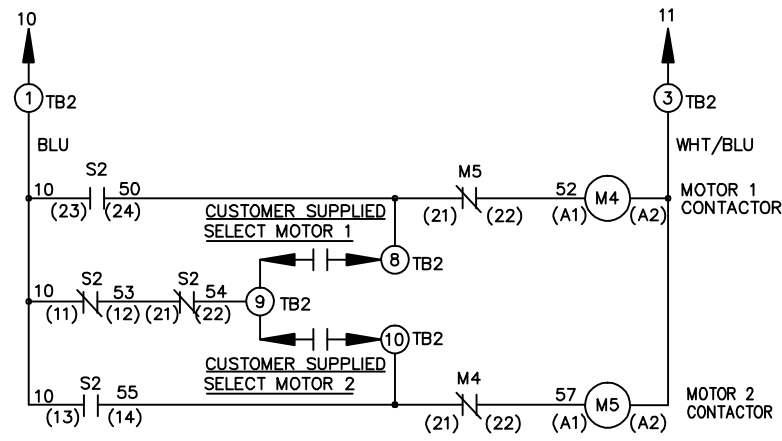 10 11
1 TB2 3 TB2
BLU WHT/BLU
S2 M5
10 50 52 M4 MOTOR 1
(23) (24) (21) (22) (A1) (A2) CONTACTOR
CUSTOMER SUPPLIED
SELECT MOTOR 1
8 TB2
S2 S2
10 53 54 9 TB2
(11) (12) (21) (22)
10 TB2
CUSTOMER SUPPLIED
SELECT MOTOR 2
S2 M4
10 55 57 M5 MOTOR 2
(13) (14) (21) (22) (A1) (A2) CONTACTOR